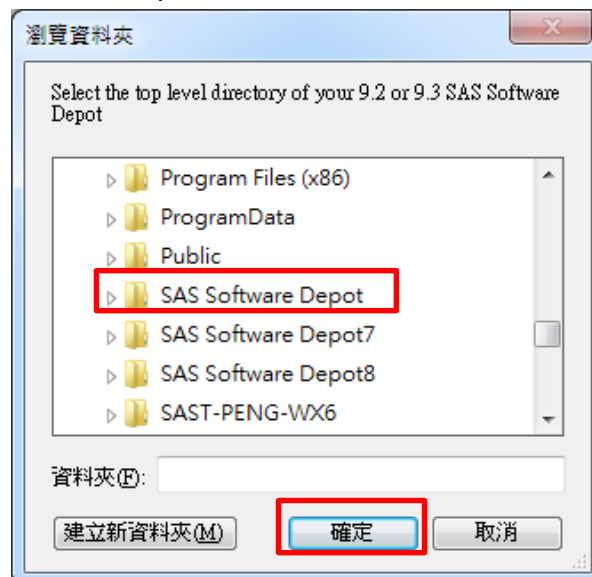 瀏覽資料夾
Select the top level directory of your 9.2 or 9.3 SAS Software
Depot
Program Files (x86)
ProgramData
Public
SAS Software Depot
SAS Software Depot7
SAS Software Depot8
SAST-PENG-WX6
資料夾(F):
建立新資料夾(M) 確定 取消